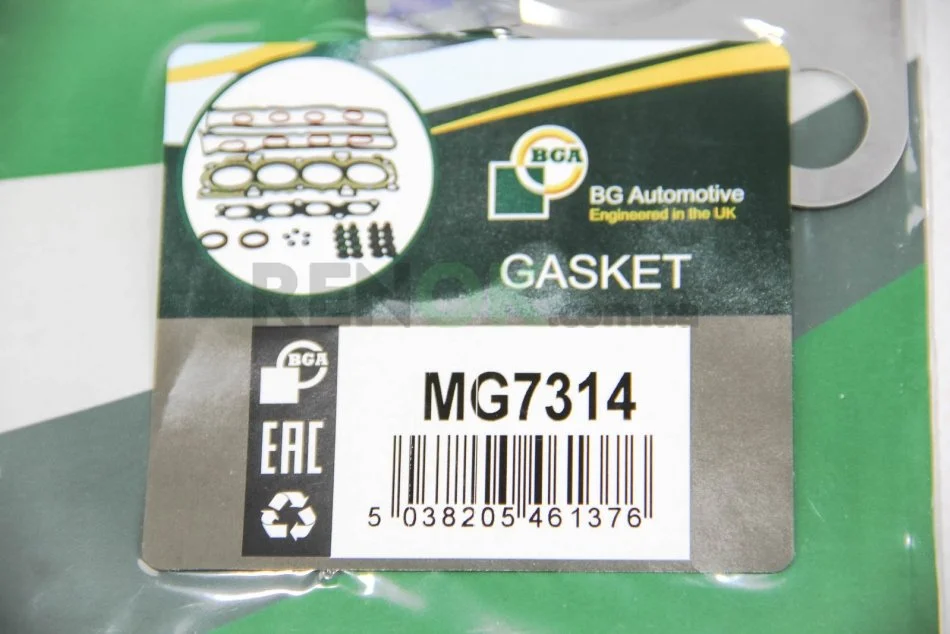 BGA
BG Automotive
Engineered in the UK
GASKET
BGA
MG7314
EAC
5 038205 461376